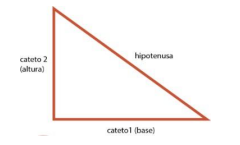 cateto 2
(altura)
hipotenusa
cateto1 (base)